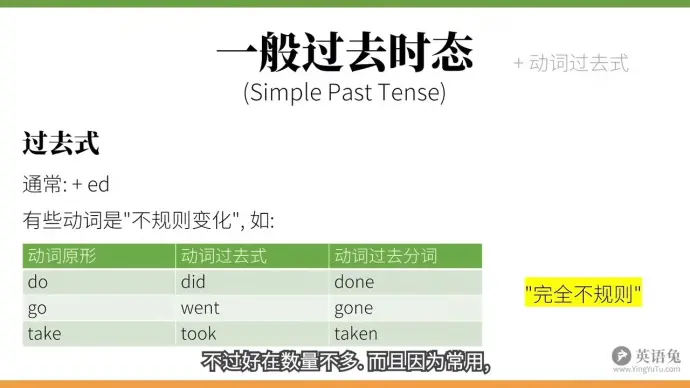 一般过去时态
+ 动词过去式
(Simple Past Tense)
过去式
通常: + ed
有些动词是"不规则变化", 如:
动词原形 动词过去式 动词过去分词
do did done
go went gone
take took taken
"完全不规则"
不过好在数量不多. 而且因为常用,
英语兔
www.YingYuTu.com